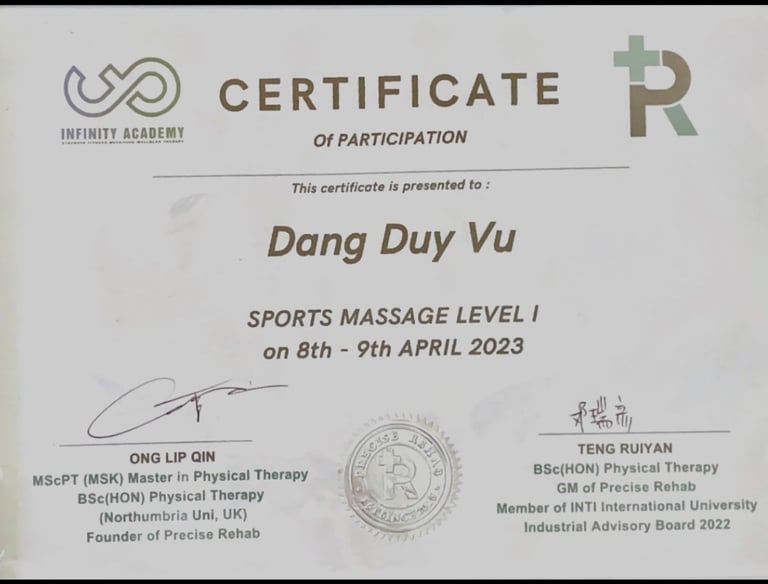 CERTIFICATE
INFINITY ACADEMY
Of PARTICIPATION
This certificate is presented to :
Dang Duy Vu
SPORTS MASSAGE LEVEL I
on 8th - 9th APRIL 2023
ONG LIP QIN
MScPT (MSK) Master in Physical Therapy
BSc(HON) Physical Therapy
(Northumbria Uni, UK)
Founder of Precise Rehab
PRECISE REHAB
TENG RUIYAN
BSc(HON) Physical Therapy
GM of Precise Rehab
Member of INTI International University
Industrial Advisory Board 2022